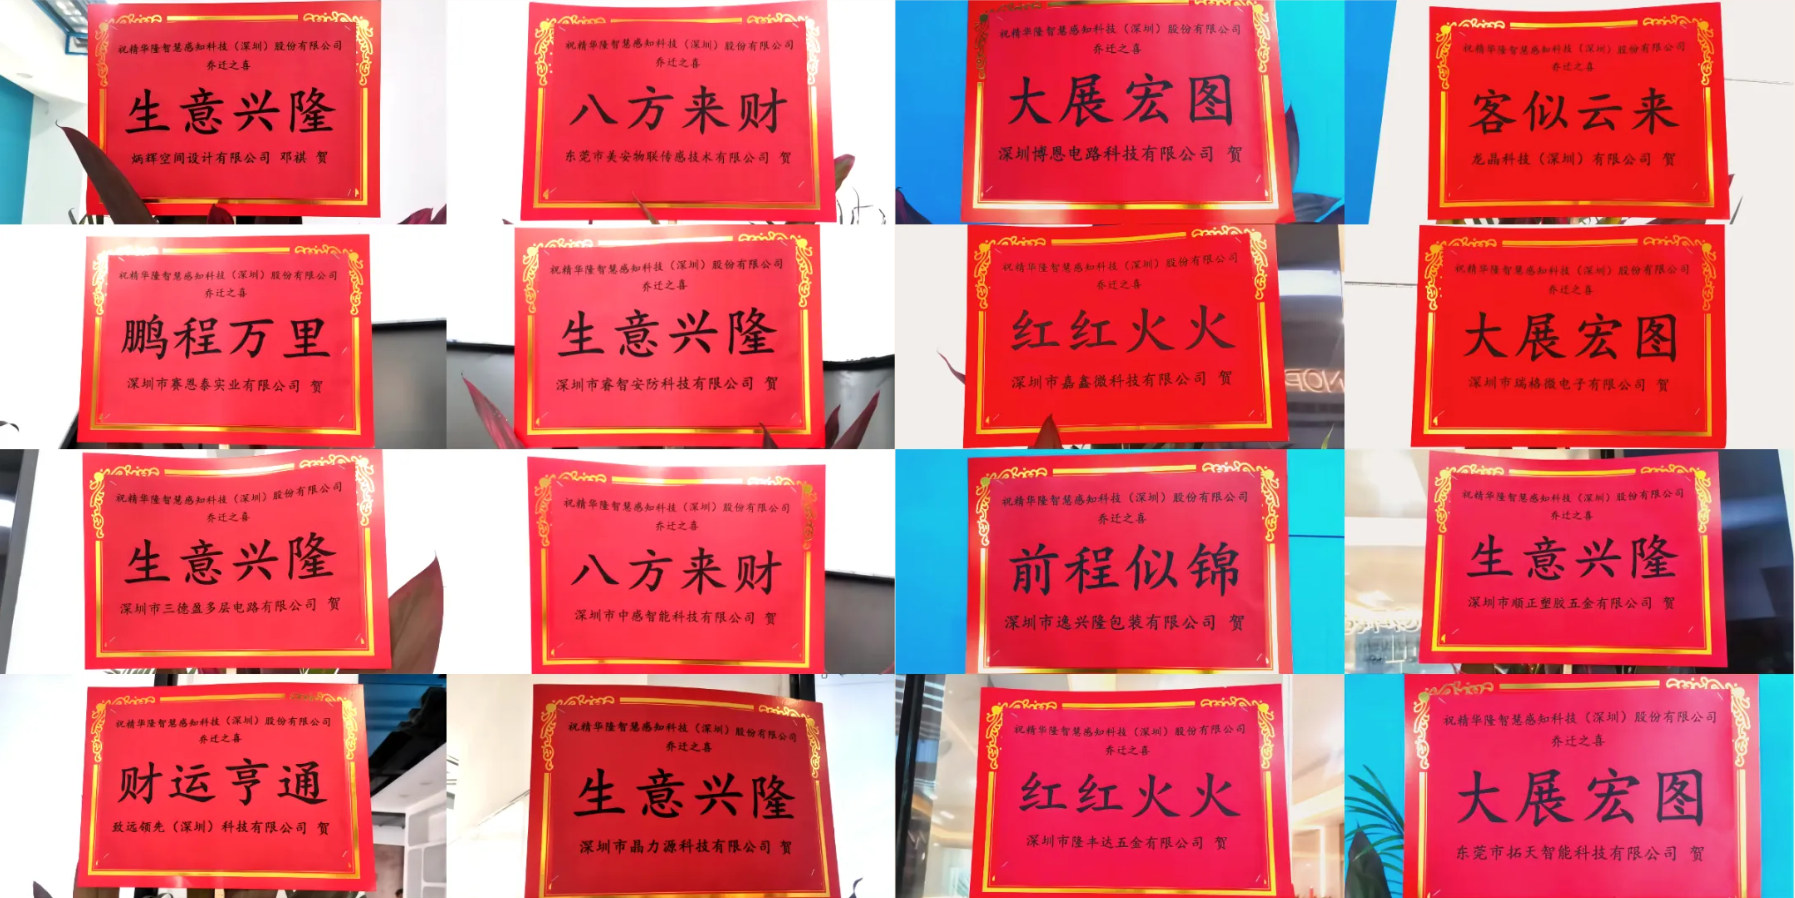 祝精华隆智慧感知科技（深圳）股份有限公司
乔迁之喜
生意兴隆
炳辉空间设计有限公司 邓祺 贺
祝精华隆智慧感知科技（深圳）股份有限公司
乔迁之喜
八方来财
东莞市美安物联传感技术有限公司 贺
祝精华隆智慧感知科技（深圳）股份有限公司
乔迁之喜
大展宏图
深圳博恩电路科技有限公司 贺
祝精华隆智慧感知科技（深圳）股份有限公司
乔迁之喜
客似云来
龙晶科技（深圳）有限公司 贺
祝精华隆智慧感知科技（深圳）股份有限公司
乔迁之喜
鹏程万里
深圳市赛恩泰实业有限公司 贺
祝精华隆智慧感知科技（深圳）股份有限公司
乔迁之喜
生意兴隆
深圳市睿智安防科技有限公司 贺
祝精华隆智慧感知科技（深圳）股份有限公司
乔迁之喜
红红火火
深圳市嘉鑫微科技有限公司 贺
祝精华隆智慧感知科技（深圳）股份有限公司
乔迁之喜
大展宏图
深圳市瑞格微电子有限公司 贺
祝精华隆智慧感知科技（深圳）股份有限公司
乔迁之喜
生意兴隆
深圳市三德盈多层电路有限公司 贺
祝精华隆智慧感知科技（深圳）股份有限公司
乔迁之喜
八方来财
深圳市中感智能科技有限公司 贺
祝精华隆智慧感知科技（深圳）股份有限公司
乔迁之喜
前程似锦
深圳市逸兴隆包装有限公司 贺
祝精华隆智慧感知科技（深圳）股份有限公司
乔迁之喜
生意兴隆
深圳市顺正塑胶五金有限公司 贺
祝精华隆智慧感知科技（深圳）股份有限公司
乔迁之喜
财运亨通
致远领先（深圳）科技有限公司 贺
祝精华隆智慧感知科技（深圳）股份有限公司
乔迁之喜
生意兴隆
深圳市晶力源科技有限公司 贺
祝精华隆智慧感知科技（深圳）股份有限公司
乔迁之喜
红红火火
深圳市隆丰达五金有限公司 贺
祝精华隆智慧感知科技（深圳）股份有限公司
乔迁之喜
大展宏图
东莞市拓天智能科技有限公司 贺